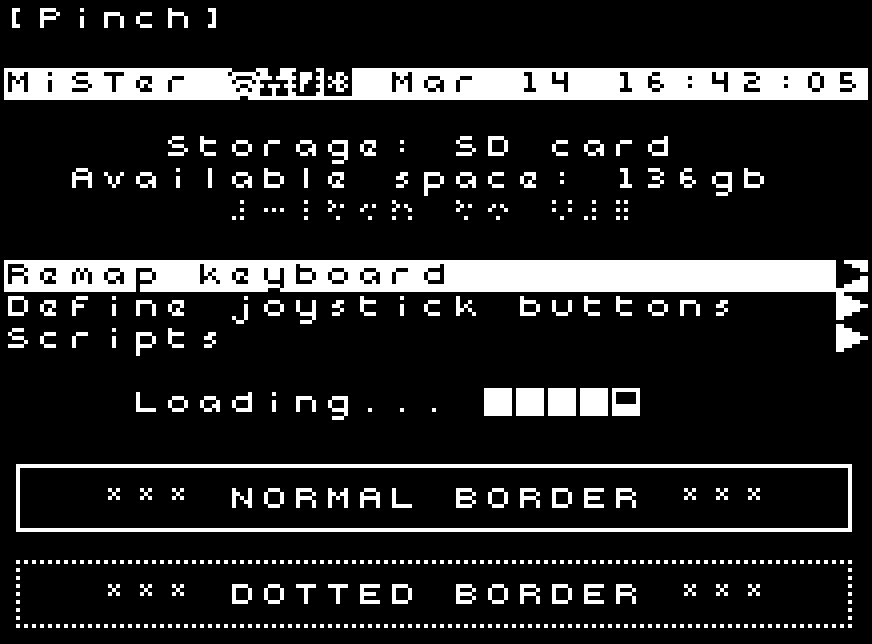 [Pinch]
MiSTer Mar 14 16:42:05
Storage: SD card
Available space: 136gb
Remap keyboard
Define joystick buttons
Scripts
Loading...
*** NORMAL BORDER ***
*** DOTTED BORDER ***